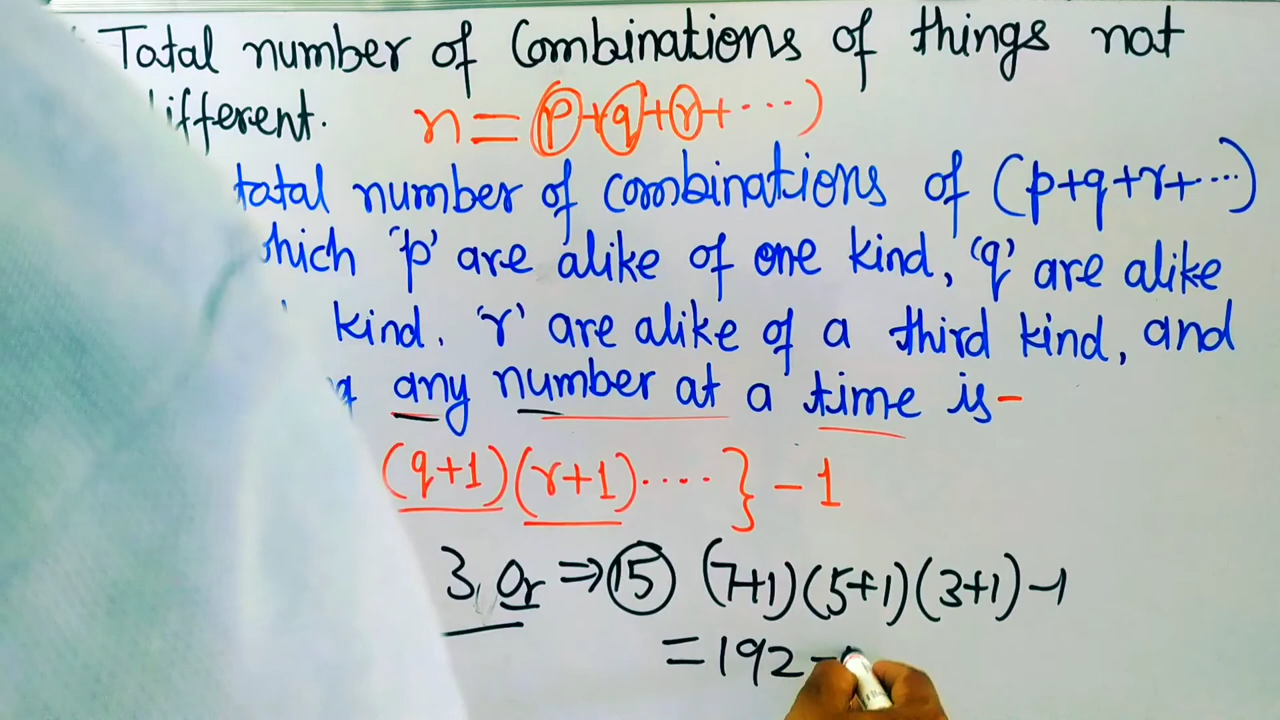 Total number of Combinations of things not
ifferent. n = (p+q+r+....)
total number of combinations of (p+q+r+...)
hich 'p' are alike of one kind, 'q' are alike
kind. 'r' are alike of a third kind, and
any number at a time is-
(q+1)(r+1)....} - 1
3 Or ⇒ 15 (7+1)(5+1)(3+1)-1
= 192 -